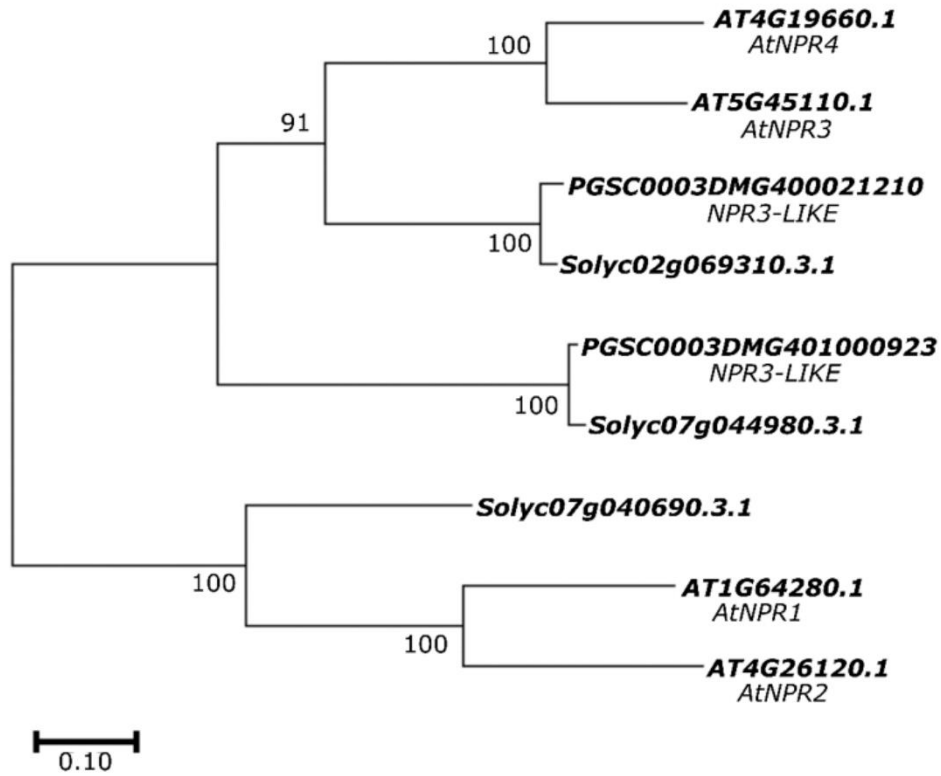 AT4G19660.1
AtNPR4
100
AT5G45110.1
AtNPR3
91
PGSC0003DMG400021210
NPR3-LIKE
100
Solyc02g069310.3.1
PGSC0003DMG401000923
NPR3-LIKE
100
Solyc07g044980.3.1
Solyc07g040690.3.1
100
AT1G64280.1
AtNPR1
100
AT4G26120.1
AtNPR2
0.10